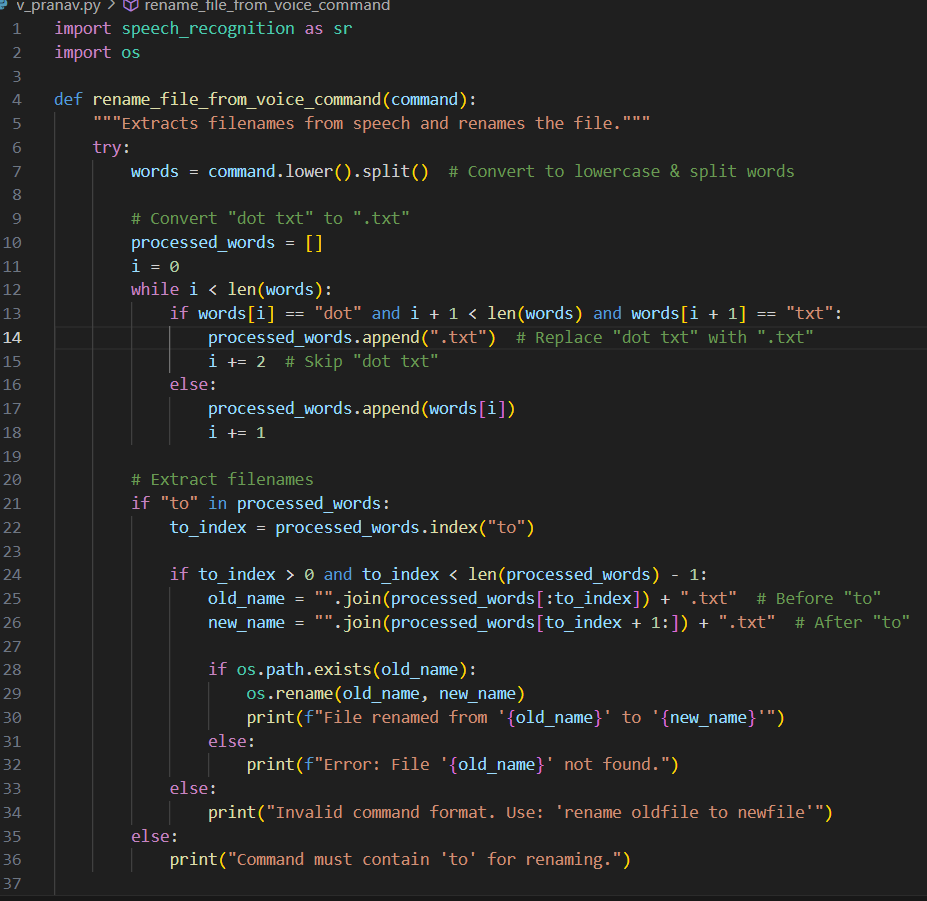 v_pranav.py > rename_file_from_voice_command
1 import speech_recognition as sr
2 import os
3
4 def rename_file_from_voice_command(command):
5     """Extracts filenames from speech and renames the file."""
6     try:
7         words = command.lower().split()  # Convert to lowercase & split words
8
9         # Convert "dot txt" to ".txt"
10         processed_words = []
11         i = 0
12         while i < len(words):
13             if words[i] == "dot" and i + 1 < len(words) and words[i + 1] == "txt":
14                 processed_words.append(".txt")  # Replace "dot txt" with ".txt"
15                 i += 2  # Skip "dot txt"
16             else:
17                 processed_words.append(words[i])
18                 i += 1
19
20         # Extract filenames
21         if "to" in processed_words:
22             to_index = processed_words.index("to")
23
24             if to_index > 0 and to_index < len(processed_words) - 1:
25                 old_name = "".join(processed_words[:to_index]) + ".txt"  # Before "to"
26                 new_name = "".join(processed_words[to_index + 1:]) + ".txt"  # After "to"
27
28                 if os.path.exists(old_name):
29                     os.rename(old_name, new_name)
30                     print(f"File renamed from '{old_name}' to '{new_name}'")
31                 else:
32                     print(f"Error: File '{old_name}' not found.")
33             else:
34                 print("Invalid command format. Use: 'rename oldfile to newfile'")
35         else:
36             print("Command must contain 'to' for renaming.")
37